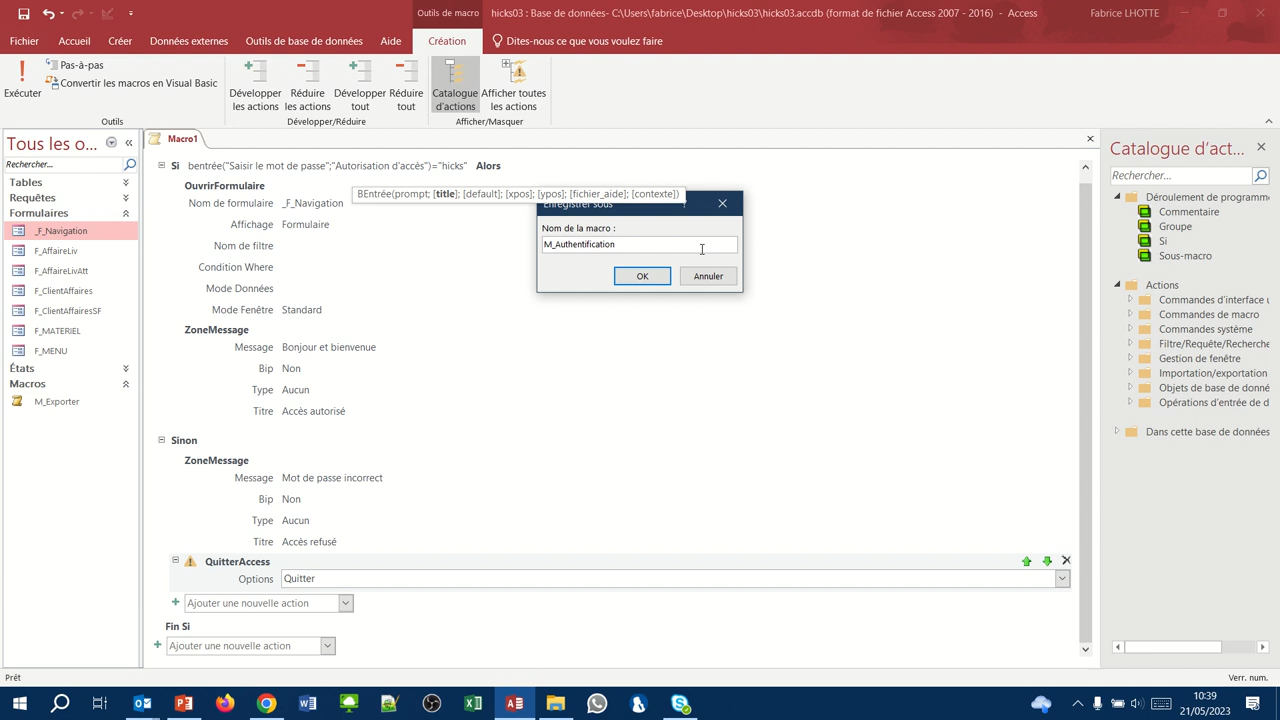 Outils de macro
hicks03 : Base de données- C:\Users\fabrice\Desktop\hicks03\hicks03.accdb (format de fichier Access 2007 - 2016) - Access
Fabrice LHOTTE
Fichier
Accueil
Créer
Données externes
Outils de base de données
Aide
Création
Dites-nous ce que vous voulez faire
Exécuter
Pas-à-pas
Convertir les macros en Visual Basic
Outils
Développer les actions
Réduire les actions
Développer tout
Réduire tout
Développer/Réduire
Catalogue d'actions
Afficher toutes les actions
Afficher/Masquer
Tous les o...
Rechercher...
Tables
Requêtes
Formulaires
_F_Navigation
F_AffaireLiv
F_AffaireLivAtt
F_ClientAffaires
F_ClientAffairesSF
F_MATERIEL
F_MENU
États
Macros
M_Exporter
Macro1
Si bentrée("Saisir le mot de passe";"Autorisation d'accès")="hicks" Alors
BEntrée(prompt; [title]; [default]; [xpos]; [ypos]; [fichier_aide]; [contexte])
OuvrirFormulaire
Nom de formulaire _F_Navigation
Affichage Formulaire
Nom de filtre
Condition Where
Mode Données
Mode Fenêtre Standard
ZoneMessage
Message Bonjour et bienvenue
Bip Non
Type Aucun
Titre Accès autorisé
Sinon
ZoneMessage
Message Mot de passe incorrect
Bip Non
Type Aucun
Titre Accès refusé
QuitterAccess
Options Quitter
Ajouter une nouvelle action
Fin Si
Ajouter une nouvelle action
Enregistrer sous
?
Nom de la macro :
M_Authentification
OK
Annuler
Catalogue d'act...
Rechercher...
Déroulement de programme
Commentaire
Groupe
Si
Sous-macro
Actions
Commandes d'interface u
Commandes de macro
Commandes système
Filtre/Requête/Recherche
Gestion de fenêtre
Importation/exportation
Objets de base de donné
Opérations d'entrée de d
Dans cette base de données
Prêt
Verr. num.
10:39
21/05/2023